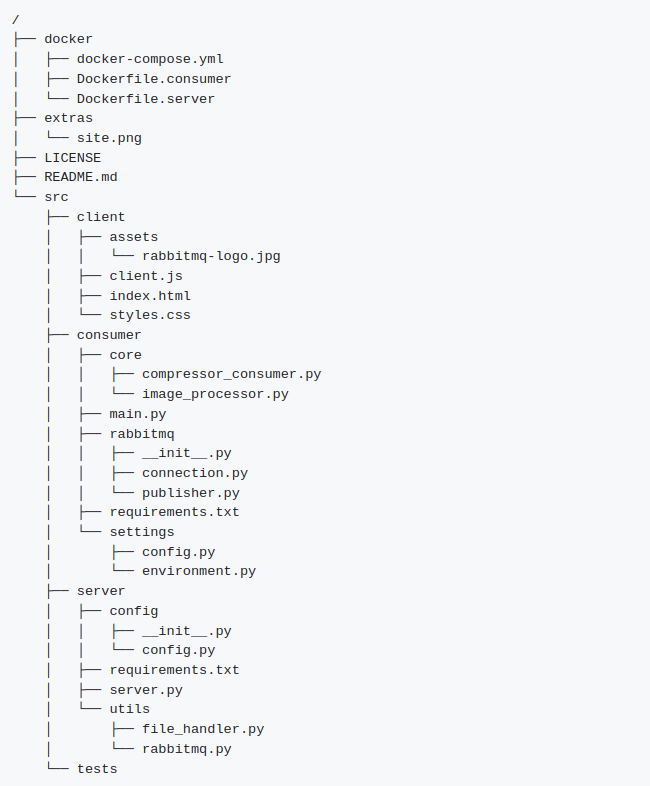 /
├── docker
│   ├── docker-compose.yml
│   ├── Dockerfile.consumer
│   └── Dockerfile.server
├── extras
│   └── site.png
├── LICENSE
├── README.md
└── src
    ├── client
    │   ├── assets
    │   │   └── rabbitmq-logo.jpg
    │   ├── client.js
    │   ├── index.html
    │   └── styles.css
    ├── consumer
    │   ├── core
    │   │   ├── compressor_consumer.py
    │   │   └── image_processor.py
    │   ├── main.py
    │   ├── rabbitmq
    │   │   ├── __init__.py
    │   │   ├── connection.py
    │   │   └── publisher.py
    │   ├── requirements.txt
    │   └── settings
    │       ├── config.py
    │       └── environment.py
    ├── server
    │   ├── config
    │   │   ├── __init__.py
    │   │   └── config.py
    │   ├── requirements.txt
    │   ├── server.py
    │   └── utils
    │       ├── file_handler.py
    │       └── rabbitmq.py
    └── tests